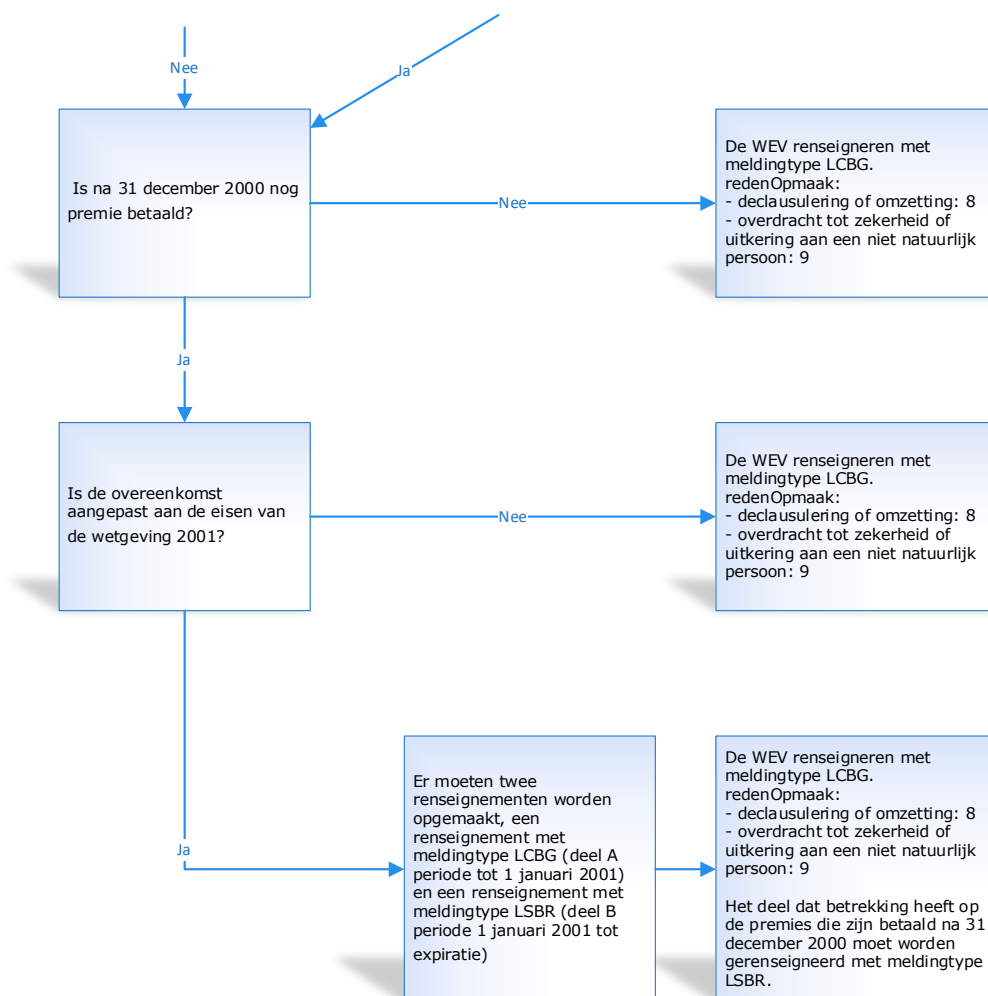 Nee
Ja
Is na 31 december 2000 nog
premie betaald?
Nee
De WEV renseigneren met
meldingtype LCBG.
redenOpmaak:
- declausulering of omzetting: 8
- overdracht tot zekerheid of
uitkering aan een niet natuurlijk
persoon: 9
Ja
Is de overeenkomst
aangepast aan de eisen van
de wetgeving 2001?
Nee
De WEV renseigneren met
meldingtype LCBG.
redenOpmaak:
- declausulering of omzetting: 8
- overdracht tot zekerheid of
uitkering aan een niet natuurlijk
persoon: 9
Ja
Er moeten twee
renseignementen worden
opgemaakt, een
renseignement met
meldingtype LCBG (deel A
periode tot 1 januari 2001)
en een renseignement met
meldingtype LSBR (deel B
periode 1 januari 2001 tot
expiratie)
De WEV renseigneren met
meldingtype LCBG.
redenOpmaak:
- declausulering of omzetting: 8
- overdracht tot zekerheid of
uitkering aan een niet natuurlijk
persoon: 9
Het deel dat betrekking heeft op
de premies die zijn betaald na 31
december 2000 moet worden
gerenseigneerd met meldingtype
LSBR.